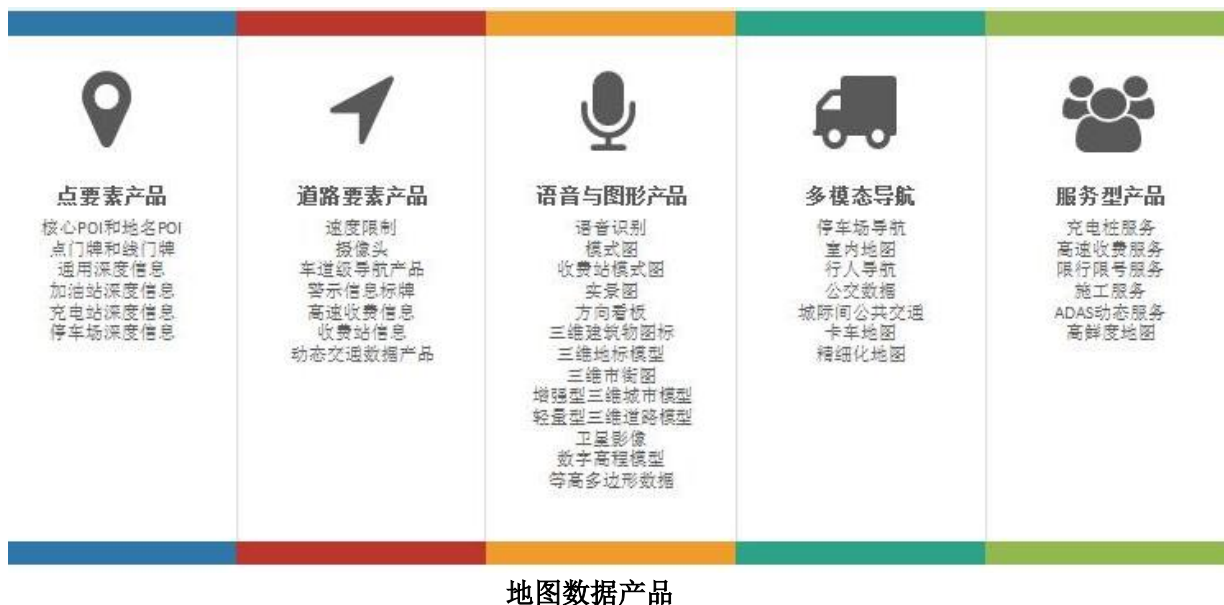 点要素产品
核心POI和地名POI
点门牌和线门牌
通用深度信息
加油站深度信息
充电站深度信息
停车场深度信息
道路要素产品
速度限制
摄像头
车道级导航产品
警示信息标牌
高速收费信息
收费站信息
动态交通数据产品
语音与图形产品
语音识别
模式图
收费站模式图
实景图
方向看板
三维建筑物图标
三维地标模型
三维市街图
增强型三维城市模型
轻量型三维道路模型
卫星影像
数字高程模型
等高多边形数据
多模态导航
停车场导航
室内地图
行人导航
公交数据
城际间公共交通
卡车地图
精细化地图
服务型产品
充电桩服务
高速收费服务
限行限号服务
施工服务
ADAS动态服务
高鲜度地图
地图数据产品